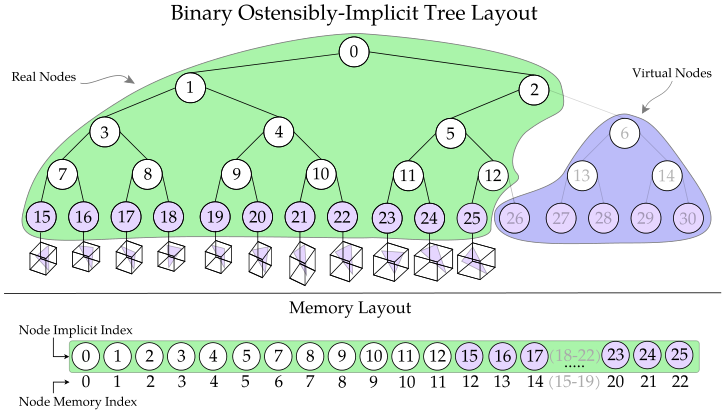 Binary Ostensibly-Implicit Tree Layout
Real Nodes
Virtual Nodes
0
1 2
3 4 5 6
7 8 9 10 11 12 13 14
15 16 17 18 19 20 21 22 23 24 25 26 27 28 29 30
Memory Layout
Node Implicit Index
0 1 2 3 4 5 6 7 8 9 10 11 12 15 16 17 (18-22) ..... 23 24 25
0 1 2 3 4 5 7 8 9 10 10 11 12 13 14 (15-19) 20 21 22
Node Memory Index